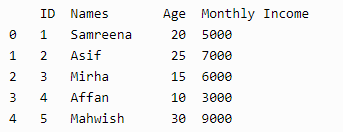 ID Names Age Monthly Income
0 1 Samreena 20 5000
1 2 Asif 25 7000
2 3 Mirha 15 6000
3 4 Affan 10 3000
4 5 Mahwish 30 9000